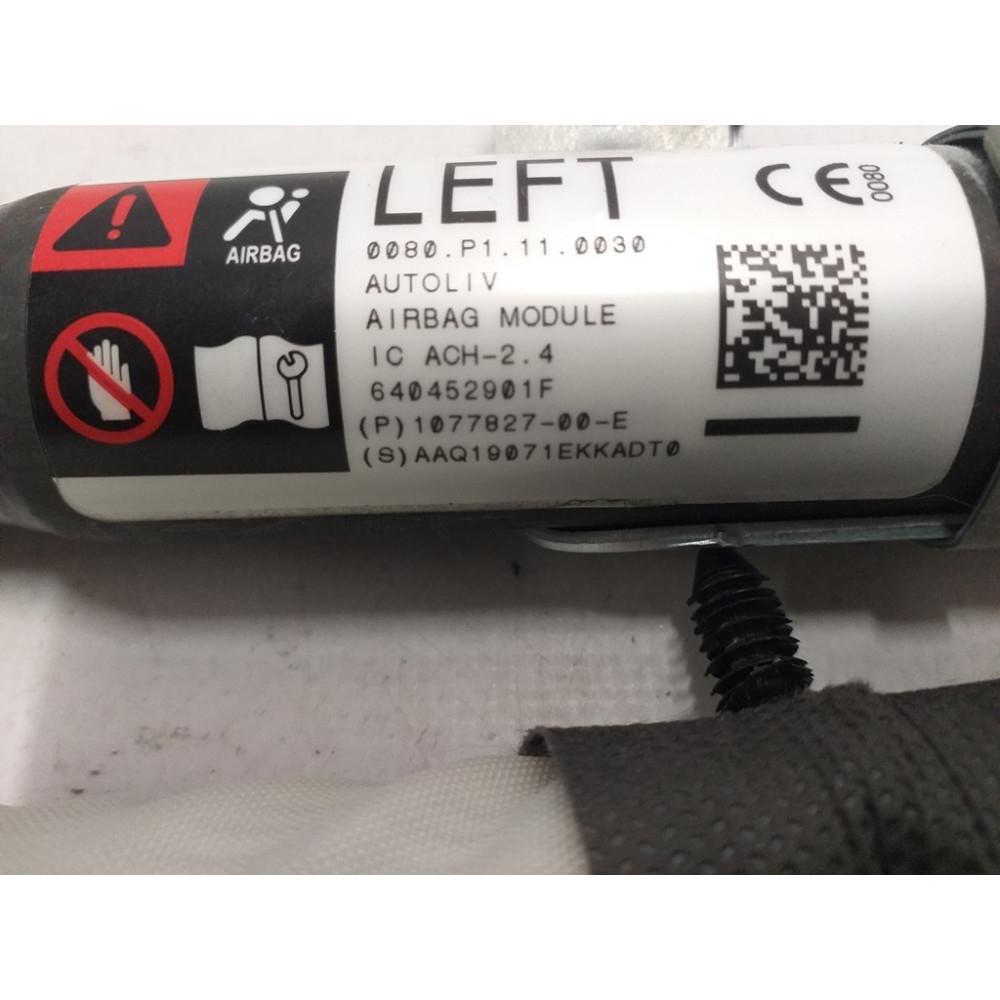 LEFT
CE 0080
AIRBAG
0080.P1.11.0030
AUTOLIV
AIRBAG MODULE
IC ACH-2.4
640452901F
(P)1077827-00-E
(S)AAQ19071EKKADT0